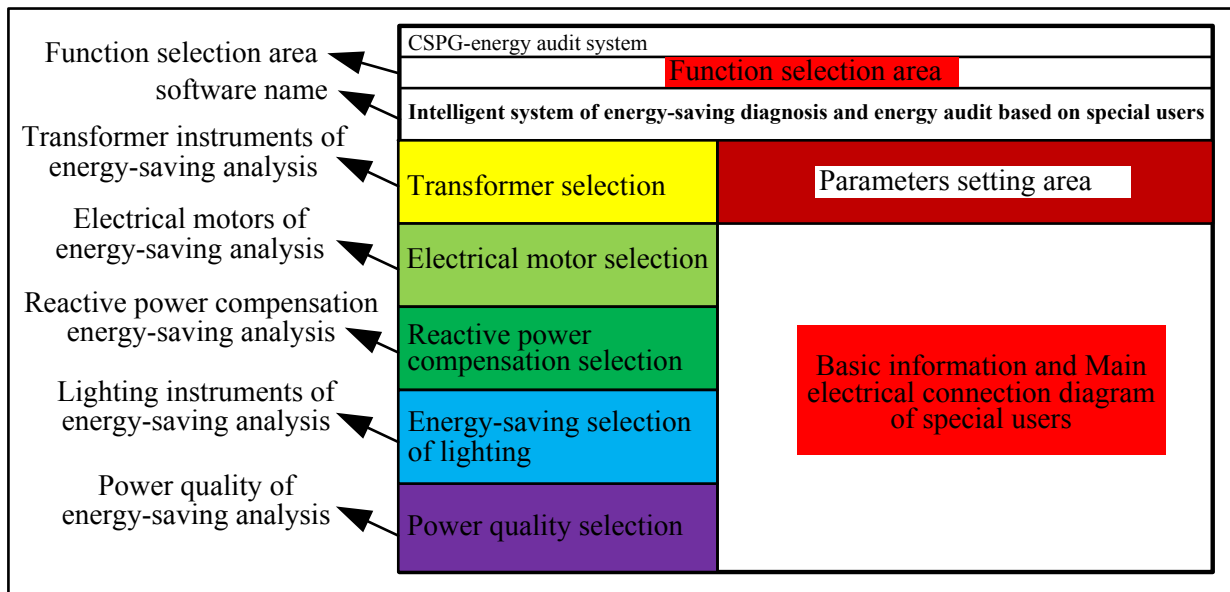 Function selection area
software name
Transformer instruments of
energy-saving analysis
Electrical motors of
energy-saving analysis
Reactive power compensation
energy-saving analysis
Lighting instruments of
energy-saving analysis
Power quality of
energy-saving analysis
CSPG-energy audit system
Function selection area
Intelligent system of energy-saving diagnosis and energy audit based on special users
Transformer selection
Parameters setting area
Electrical motor selection
Reactive power
compensation selection
Energy-saving selection
of lighting
Power quality selection
Basic information and Main
electrical connection diagram
of special users